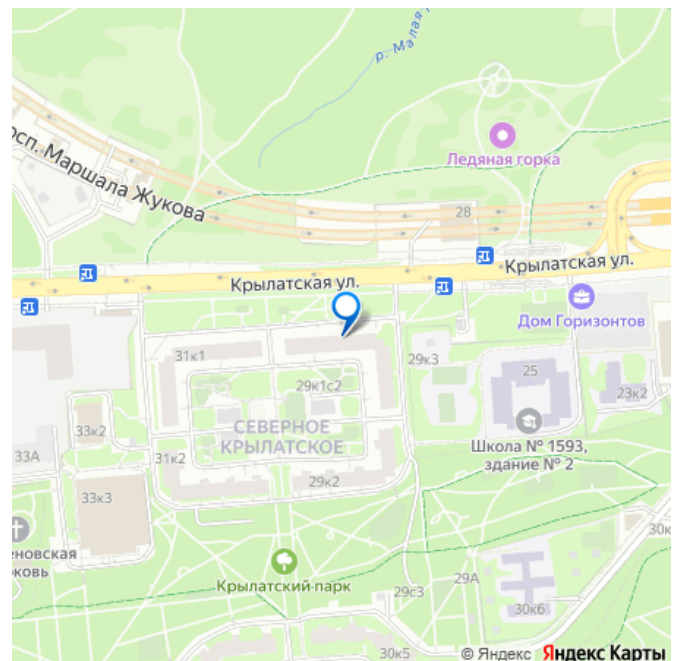 р. Малая
Ледяная горка
просп. Маршала Жукова
28
Крылатская ул.
Крылатская ул.
Дом Горизонтов
31к1
29к3
25
29к1с2
23к2
СЕВЕРНОЕ
КРЫЛАТСКОЕ
33к2
Школа № 1593,
здание № 2
33А
31к2
29к2
33к3
30к
еновская
ковь
Крылатский парк
29А
29с3
30к6
30к5
© Яндекс Яндекс Карты